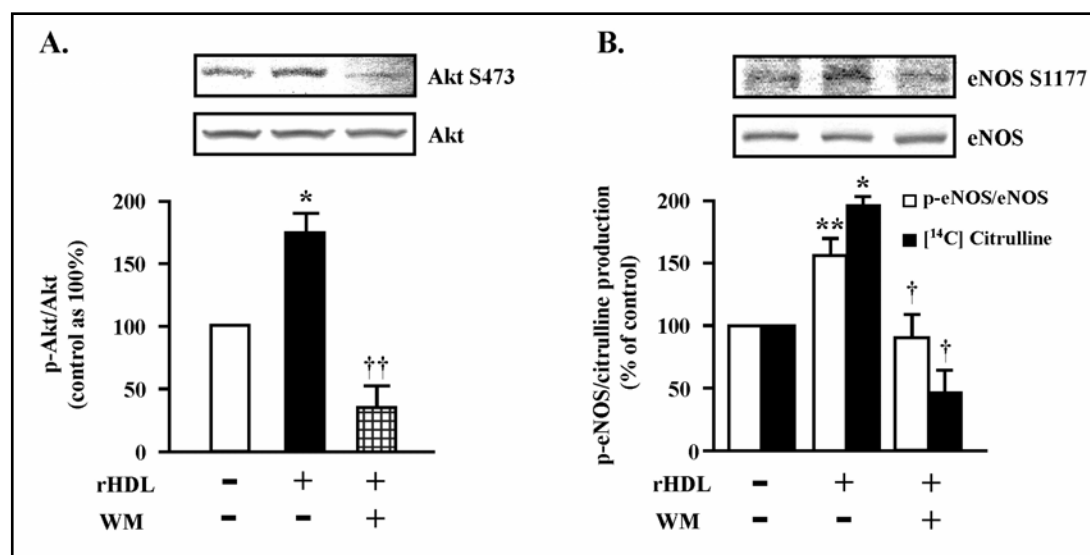 A.
Akt S473
Akt
p-Akt/Akt
(control as 100%)
200
150
100
50
0
*
††
rHDL - + +
WM - - +
B.
eNOS S1177
eNOS
p-eNOS/citrulline production
(% of control)
200
150
100
50
0
**
*
†
†
p-eNOS/eNOS
[¹⁴C] Citrulline
rHDL - + +
WM - - +